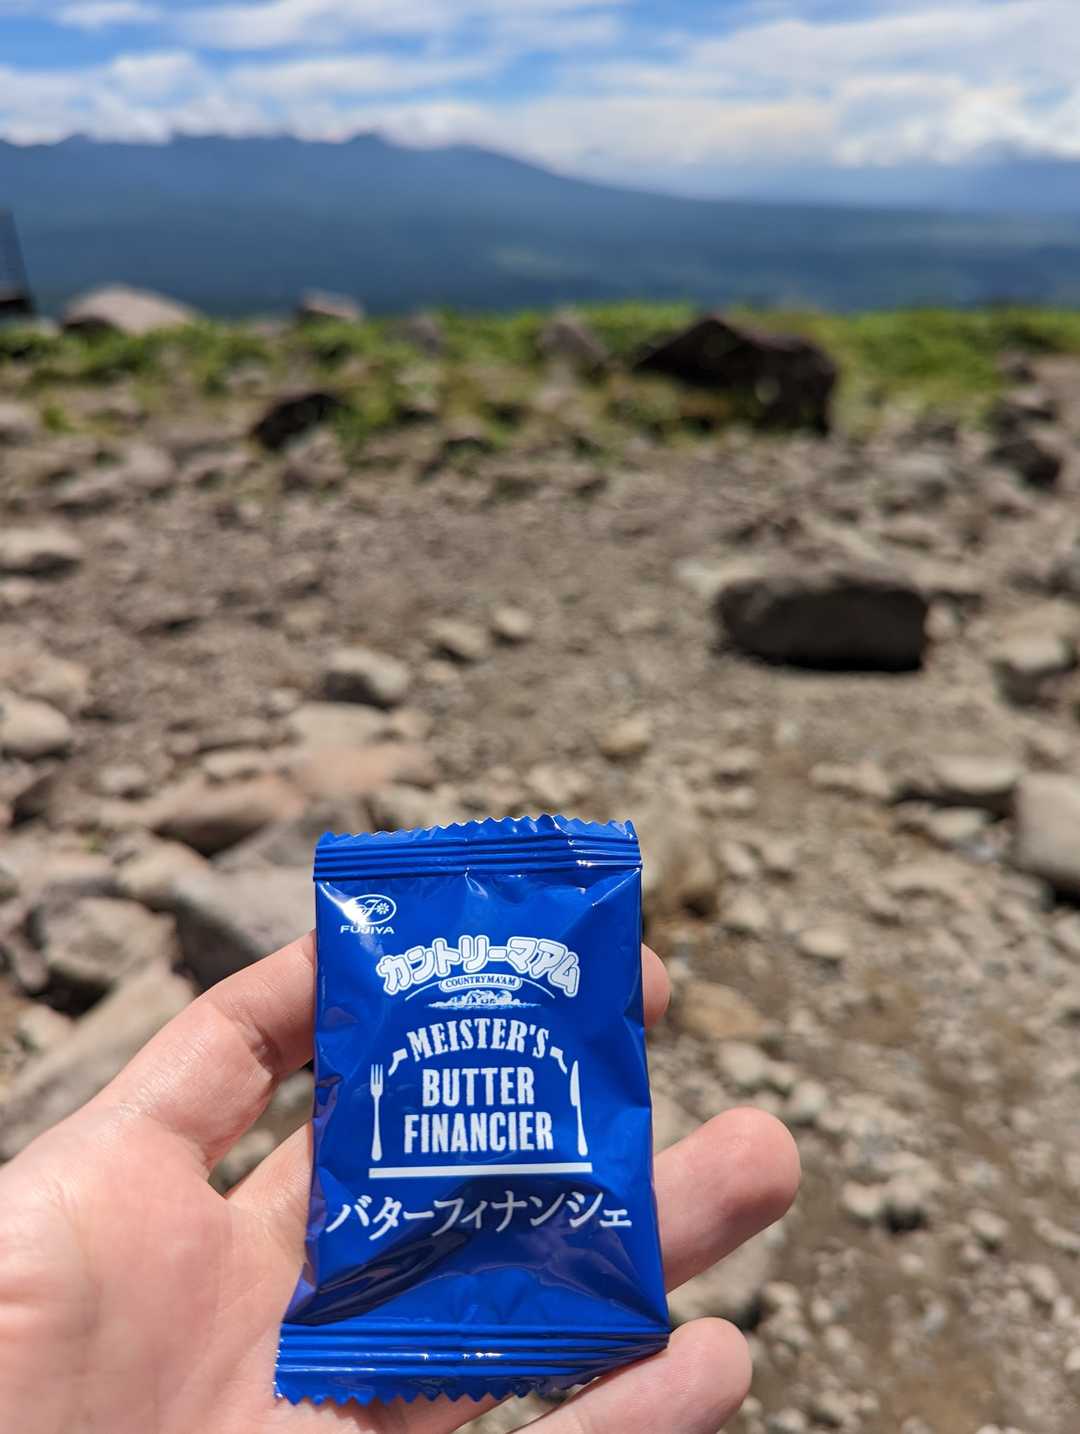 FUJIYA
カントリーマアム
COUNTRY MA'AM
MEISTER'S
BUTTER
FINANCIER
バターフィナンシェ